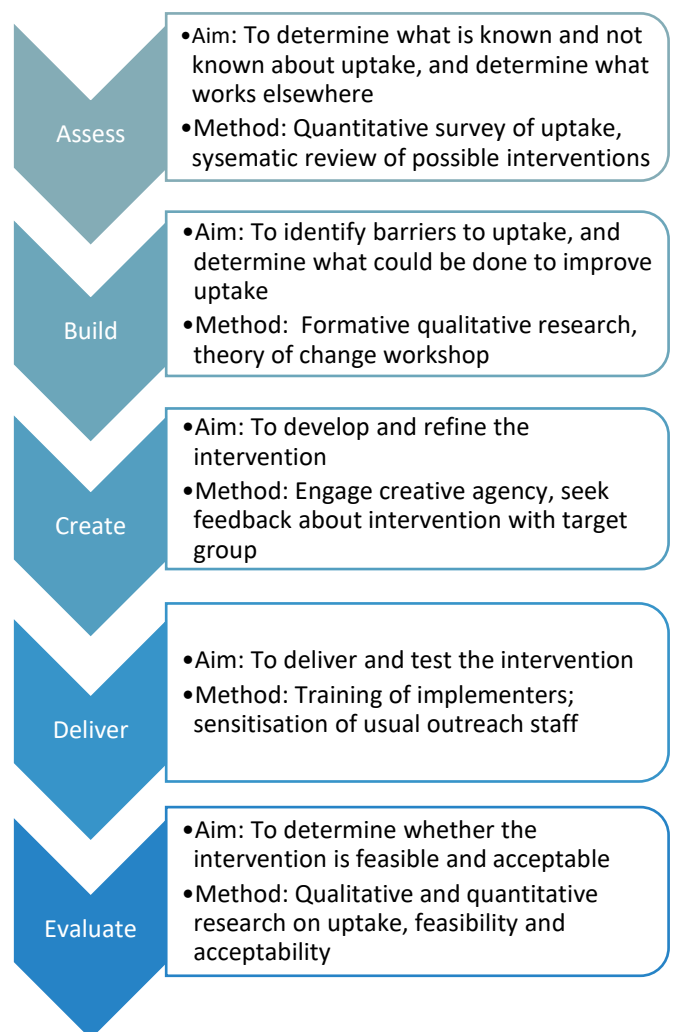 Assess
•Aim: To determine what is known and not
known about uptake, and determine what
works elsewhere
•Method: Quantitative survey of uptake,
sysematic review of possible interventions
Build
•Aim: To identify barriers to uptake, and
determine what could be done to improve
uptake
•Method:  Formative qualitative research,
theory of change workshop
Create
•Aim: To develop and refine the
intervention
•Method: Engage creative agency, seek
feedback about intervention with target
group
Deliver
•Aim: To deliver and test the intervention
•Method: Training of implementers;
sensitisation of usual outreach staff
Evaluate
•Aim: To determine whether the
intervention is feasible and acceptable
•Method: Qualitative and quantitative
research on uptake, feasibility and
acceptability